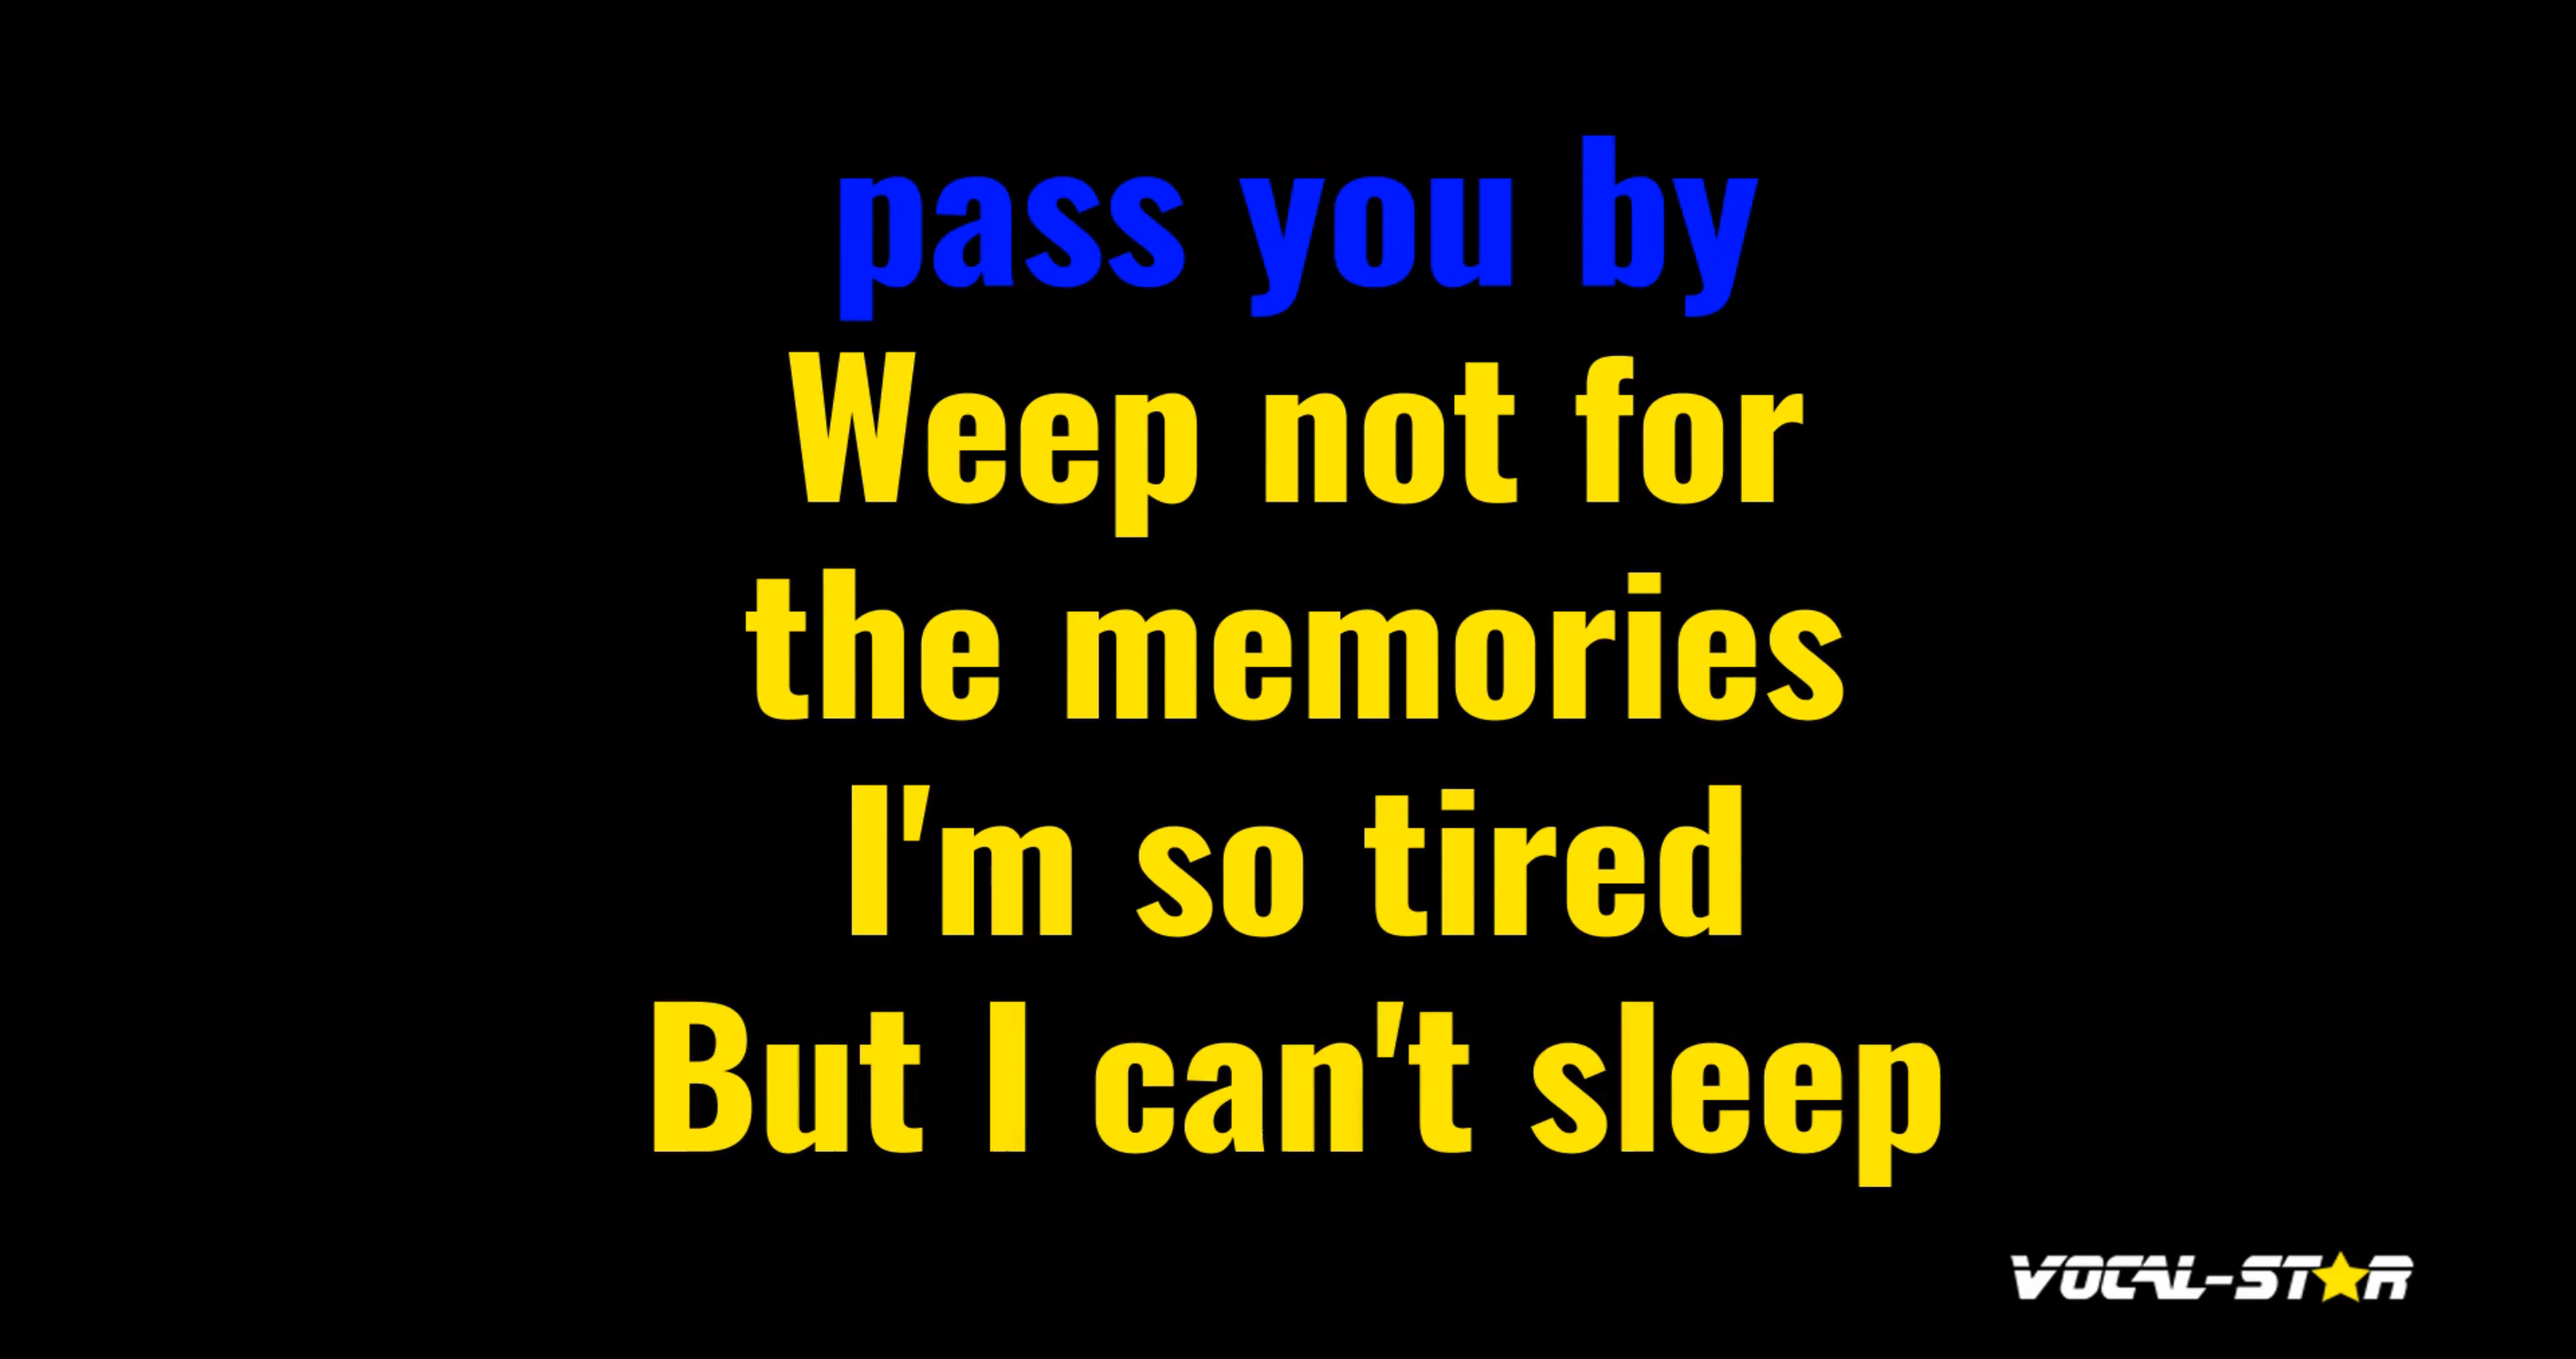 pass you by
Weep not for
the memories
I'm so tired
But I can't sleep
VOCAL-STAR